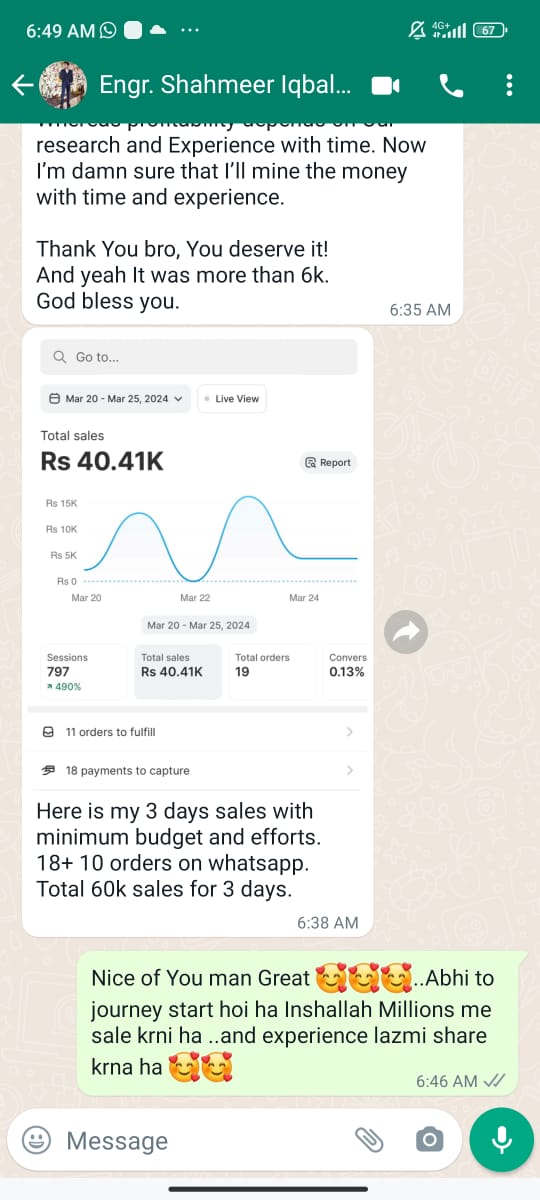 6:49 AM ...
4G+ 67
Engr. Shahmeer Iqbal...
Whereas profitability depends on Our
research and Experience with time. Now
I'm damn sure that I'll mine the money
with time and experience.
Thank You bro, You deserve it!
And yeah It was more than 6k.
God bless you.
6:35 AM
Go to...
Mar 20 - Mar 25, 2024 Live View
Total sales
Rs 40.41K Report
Rs 15K
Rs 10K
Rs 5K
Rs 0
Mar 20 Mar 22 Mar 24
Mar 20 - Mar 25, 2024
Sessions Total sales Total orders Convers
797 Rs 40.41K 19 0.13%
490%
11 orders to fulfill
18 payments to capture
Here is my 3 days sales with
minimum budget and efforts.
18+ 10 orders on whatsapp.
Total 60k sales for 3 days.
6:38 AM
Nice of You man Great 🥰🥰🥰..Abhi to
journey start hoi ha Inshallah Millions me
sale krni ha ..and experience lazmi share
krna ha 🥰🥰
6:46 AM
Message